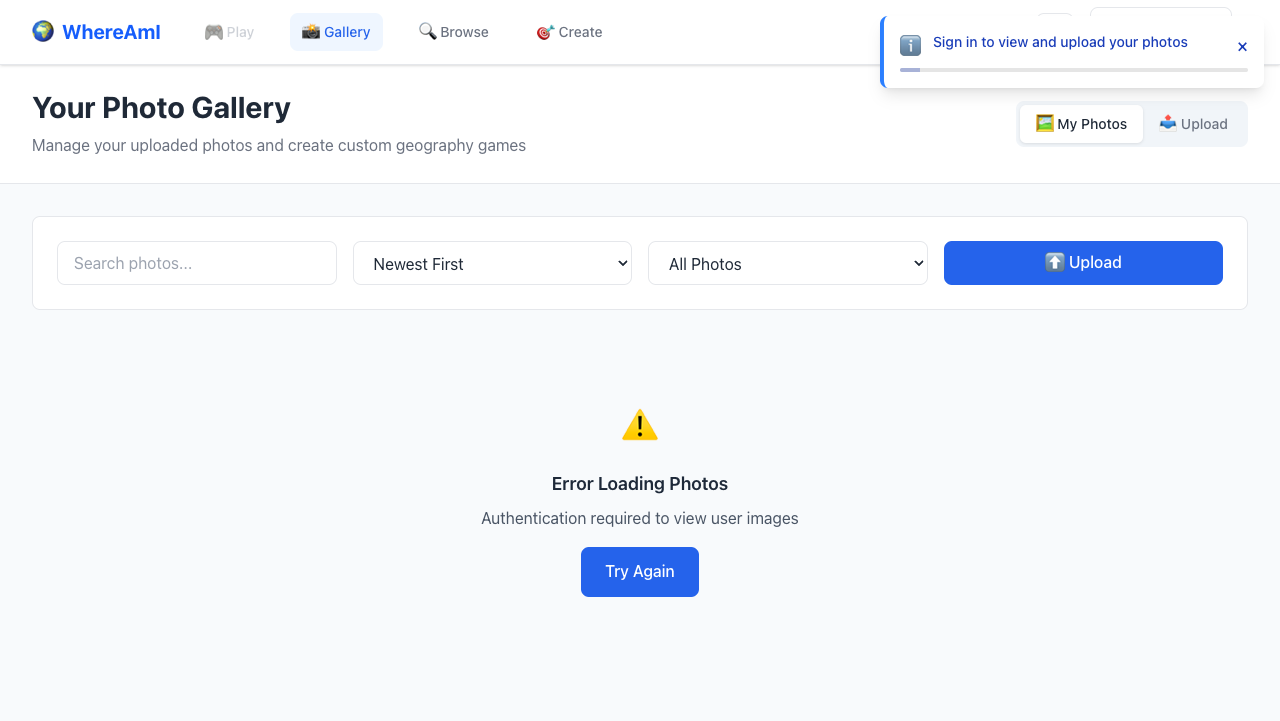 WhereAmI
Play
Gallery
Browse
Create
Sign in to view and upload your photos
×
Your Photo Gallery
Manage your uploaded photos and create custom geography games
My Photos
Upload
Search photos...
Newest First
All Photos
Upload
Error Loading Photos
Authentication required to view user images
Try Again